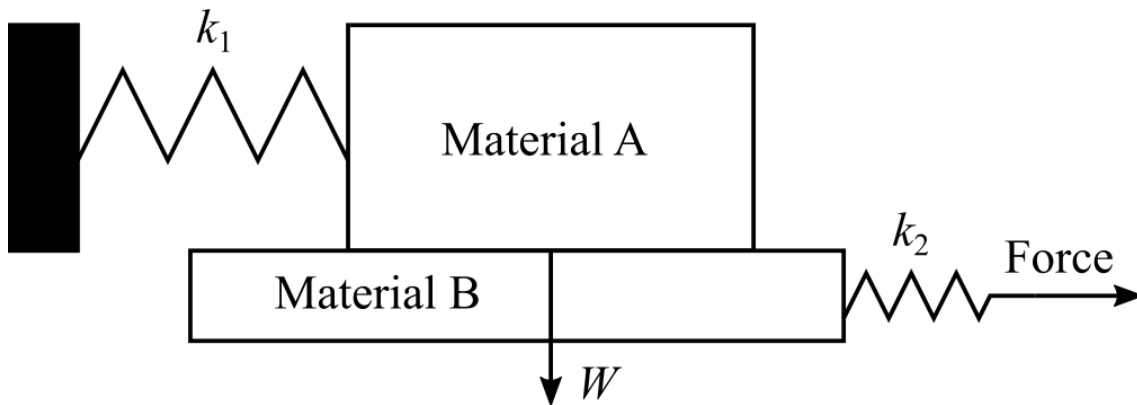 k₁
Material A
k₂
Force
Material B
W